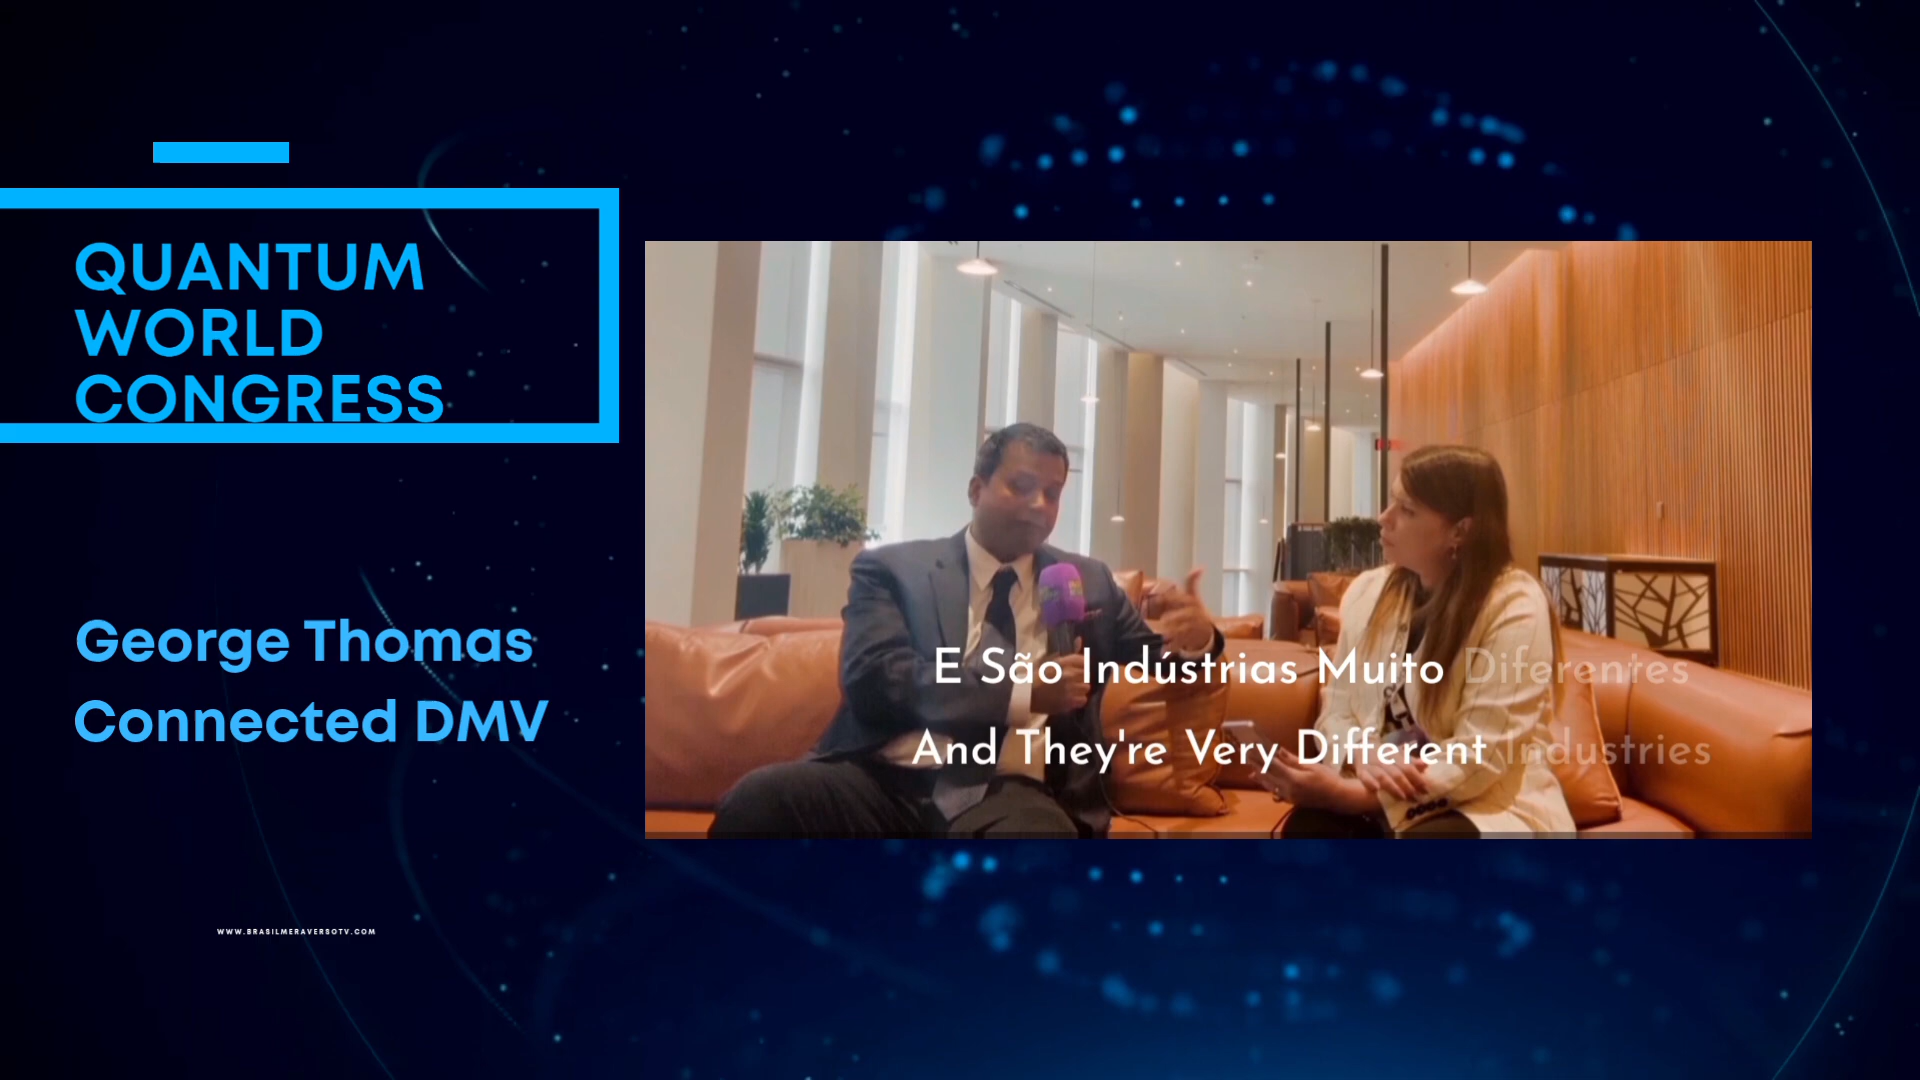 QUANTUM
WORLD
CONGRESS
George Thomas
Connected DMV
WWW.BRASILMERAVERSOTV.COM
E São Indústrias Muito Diferentes
And They're Very Different Industries